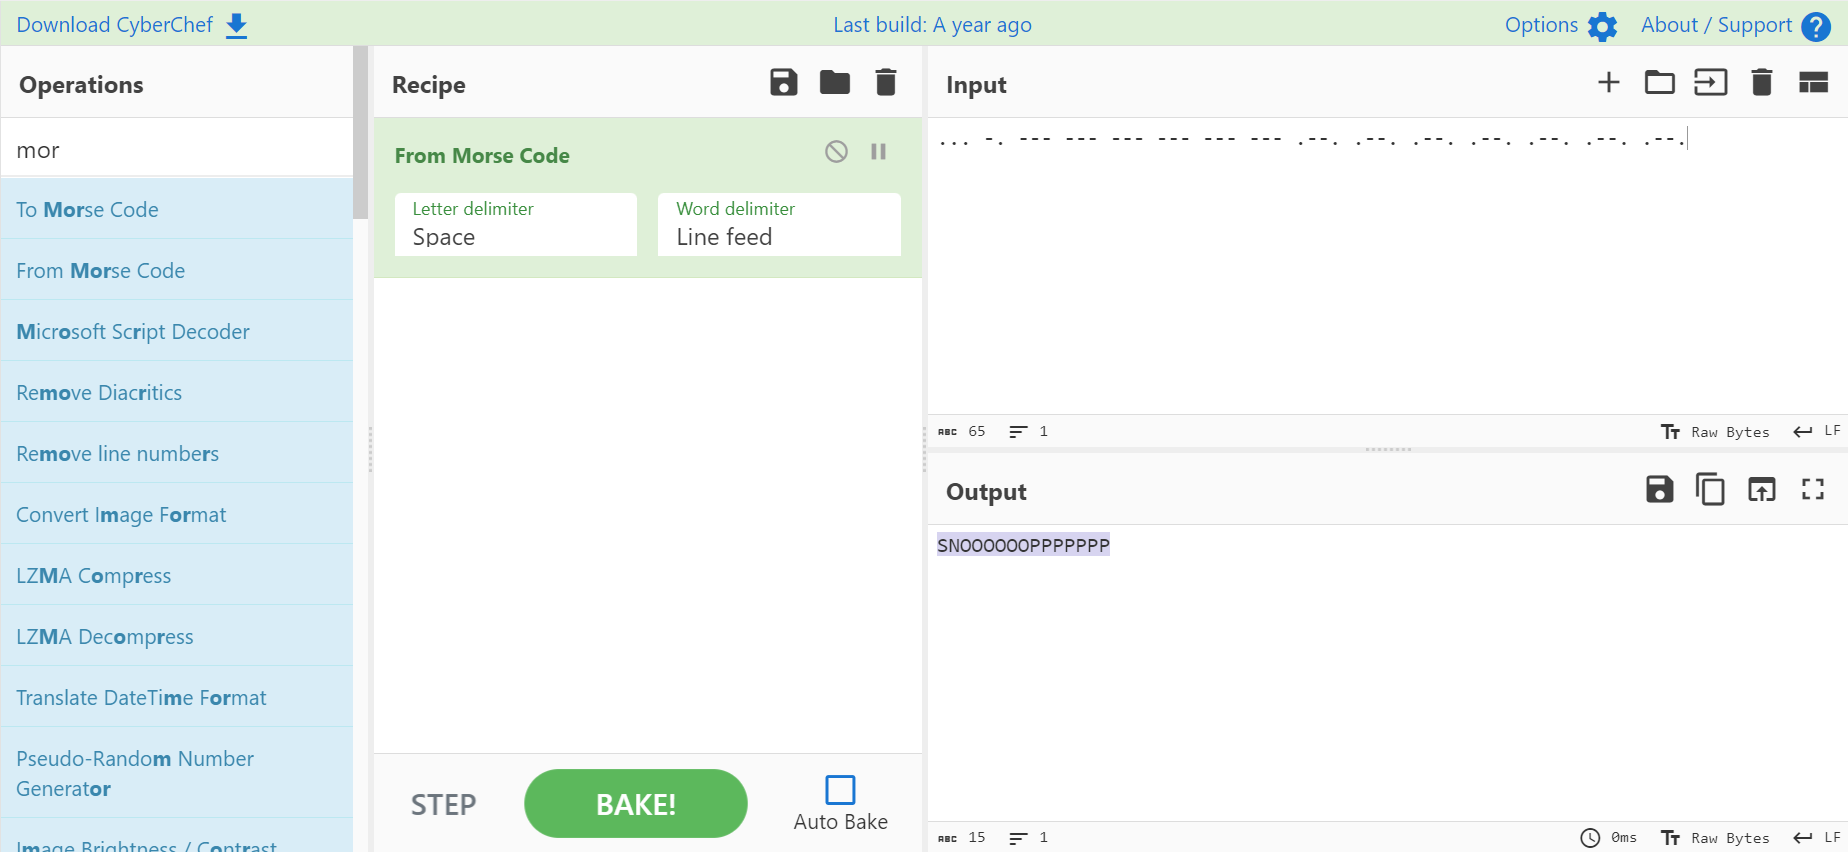 Download CyberChef
Last build: A year ago
Options
About / Support
Operations
mor
To Morse Code
From Morse Code
Microsoft Script Decoder
Remove Diacritics
Remove line numbers
Convert Image Format
LZMA Compress
LZMA Decompress
Translate DateTime Format
Pseudo-Random Number
Generator
Image Brightness / Contrast
Recipe
From Morse Code
Letter delimiter
Space
Word delimiter
Line feed
STEP
BAKE!
Auto Bake
Input
... -. --- --- --- --- --- --- .--. .--. .--. .--. .--. .--. .--.
ABC 65
1
Raw Bytes
LF
Output
SNOOOOOOPPPPPPP
ABC 15
1
0ms
Raw Bytes
LF